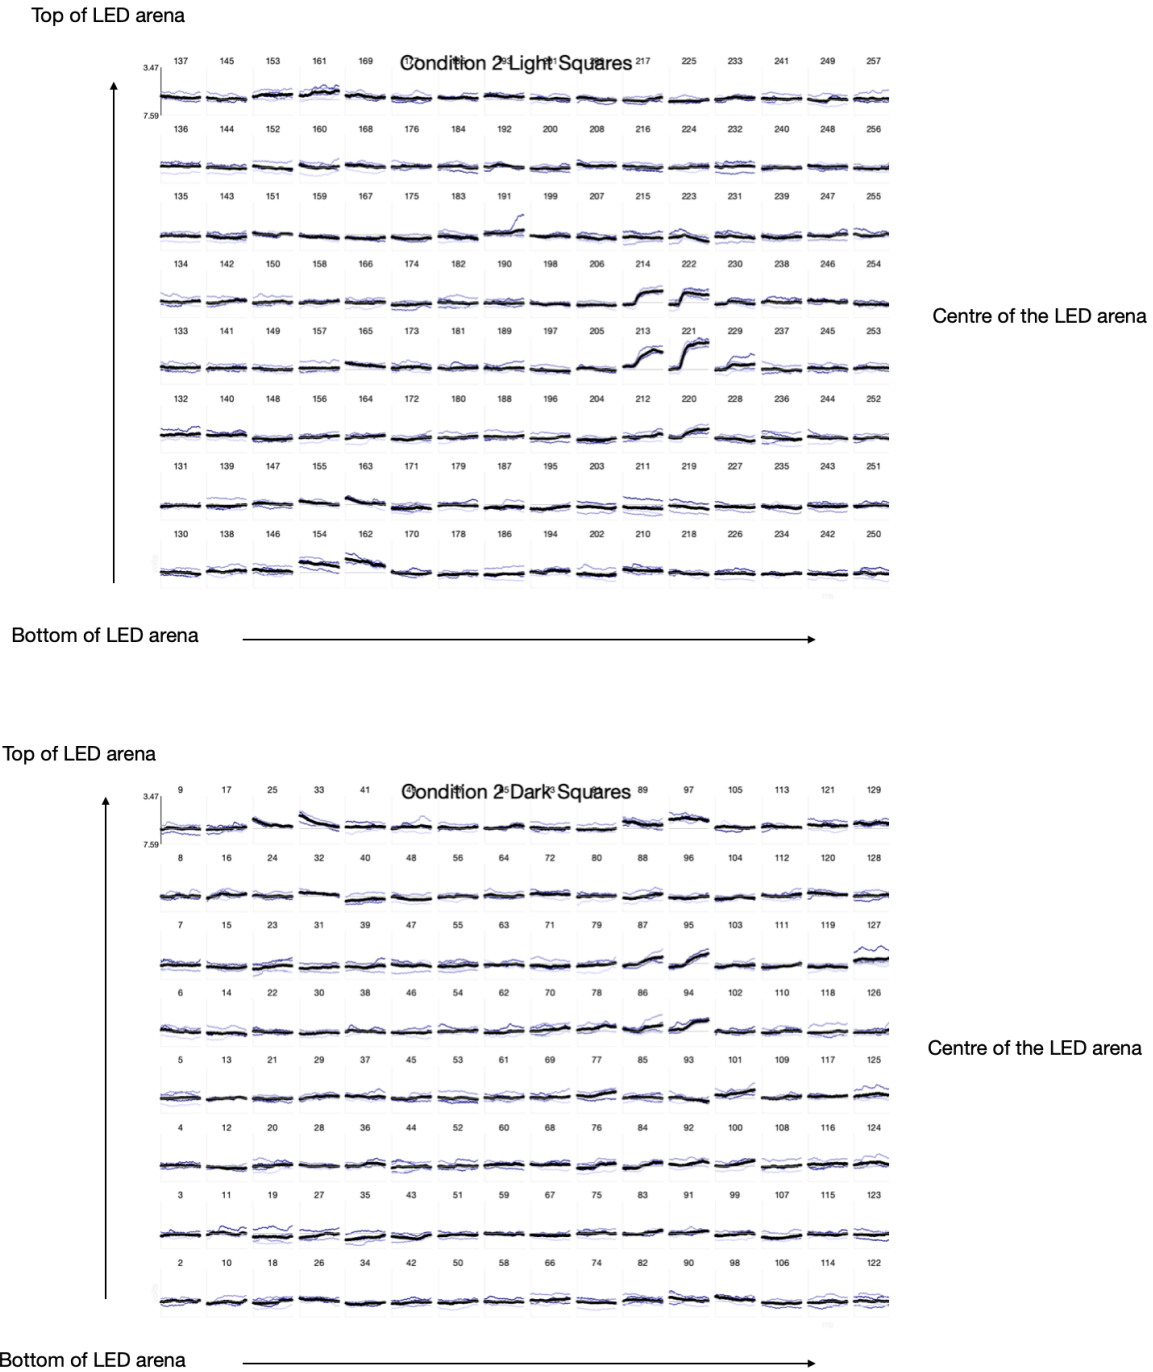 Top of LED arena
Condition 2 Light Squares
137 145 153 161 169 217 225 233 241 249 257
3.47
7.59
136 144 152 160 168 176 184 192 200 208 216 224 232 240 248 256
135 143 151 159 167 175 183 191 199 207 215 223 231 239 247 255
134 142 150 158 166 174 182 190 198 206 214 222 230 238 246 254
Centre of the LED arena
133 141 149 157 165 173 181 189 197 205 213 221 229 237 245 253
132 140 148 156 164 172 180 188 196 204 212 220 228 236 244 252
131 139 147 155 163 171 179 187 195 203 211 219 227 235 243 251
130 138 146 154 162 170 178 186 194 202 210 218 226 234 242 250
Bottom of LED arena
Top of LED arena
Condition 2 Dark Squares
9 17 25 33 41 89 97 105 113 121 129
3.47
7.59
8 16 24 32 40 48 56 64 72 80 88 96 104 112 120 128
7 15 23 31 39 47 55 63 71 79 87 95 103 111 119 127
6 14 22 30 38 46 54 62 70 78 86 94 102 110 118 126
Centre of the LED arena
5 13 21 29 37 45 53 61 69 77 85 93 101 109 117 125
4 12 20 28 36 44 52 60 68 76 84 92 100 108 116 124
3 11 19 27 35 43 51 59 67 75 83 91 99 107 115 123
2 10 18 26 34 42 50 58 66 74 82 90 98 106 114 122
Bottom of LED arena